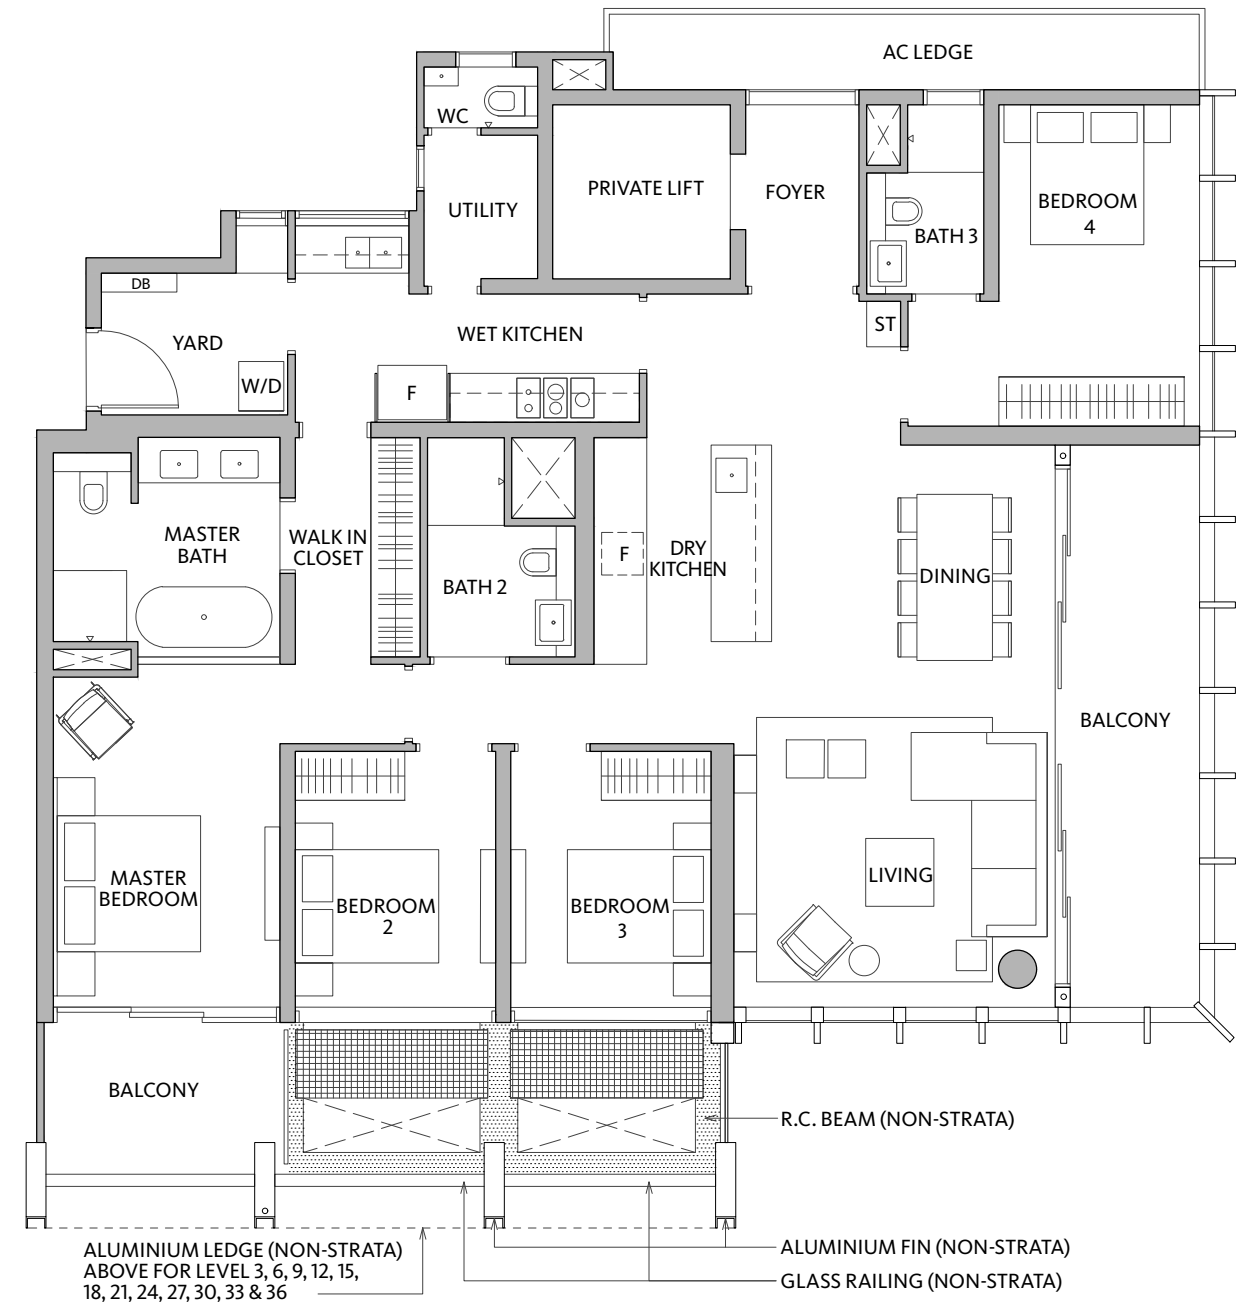 AC LEDGE
WC
PRIVATE LIFT
FOYER
BEDROOM
4
UTILITY
BATH 3
DB
ST
YARD
WET KITCHEN
W/D
F
MASTER
BATH
WALK IN
CLOSET
BATH 2
F
DRY
KITCHEN
DINING
BALCONY
MASTER
BEDROOM
BEDROOM
2
BEDROOM
3
LIVING
BALCONY
R.C. BEAM (NON-STRATA)
ALUMINIUM LEDGE (NON-STRATA)
ABOVE FOR LEVEL 3, 6, 9, 12, 15,
18, 21, 24, 27, 30, 33 & 36
ALUMINIUM FIN (NON-STRATA)
GLASS RAILING (NON-STRATA)